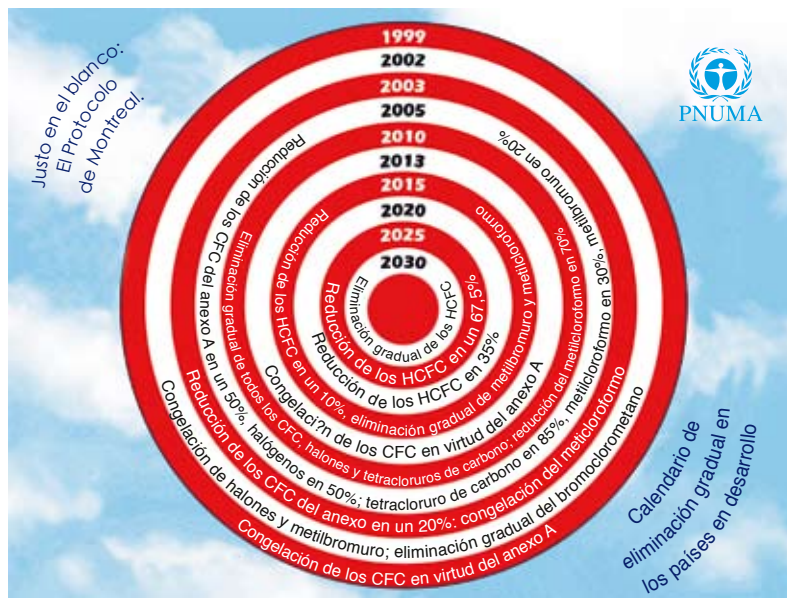 Justo en el blanco:
El Protocolo
de Montreal.
PNUMA
1999
2002
2003
2005
2010
2013
2015
2020
2025
2030
Congelación de los CFC en virtud del anexo A
Congelación de halones y metilbromuro; eliminación gradual del bromoclorometano
Reducción de los CFC del anexo en un 20%: congelación del meticloroformo
Reducción de los CFC del anexo A en un 50%, halógenos en 50%; tetracloruro de carbono en 85%, meticloroformo en 30%, metilbromuro en 20%
Eliminación gradual de todos los CFC, halones y tetracloruros de carbono; reducción del metilcloroformo en 70%
Congelaci?n de los CFC en virtud del anexo A
Reducción de los HCFC en un 10%, eliminación gradual de metilbromuro y meticloroformo
Reducción de los HCFC en 35%
Reducción de los HCFC en un 67,5%
Eliminación gradual de los HCFC
Calendario de
eliminación gradual en
los países en desarrollo